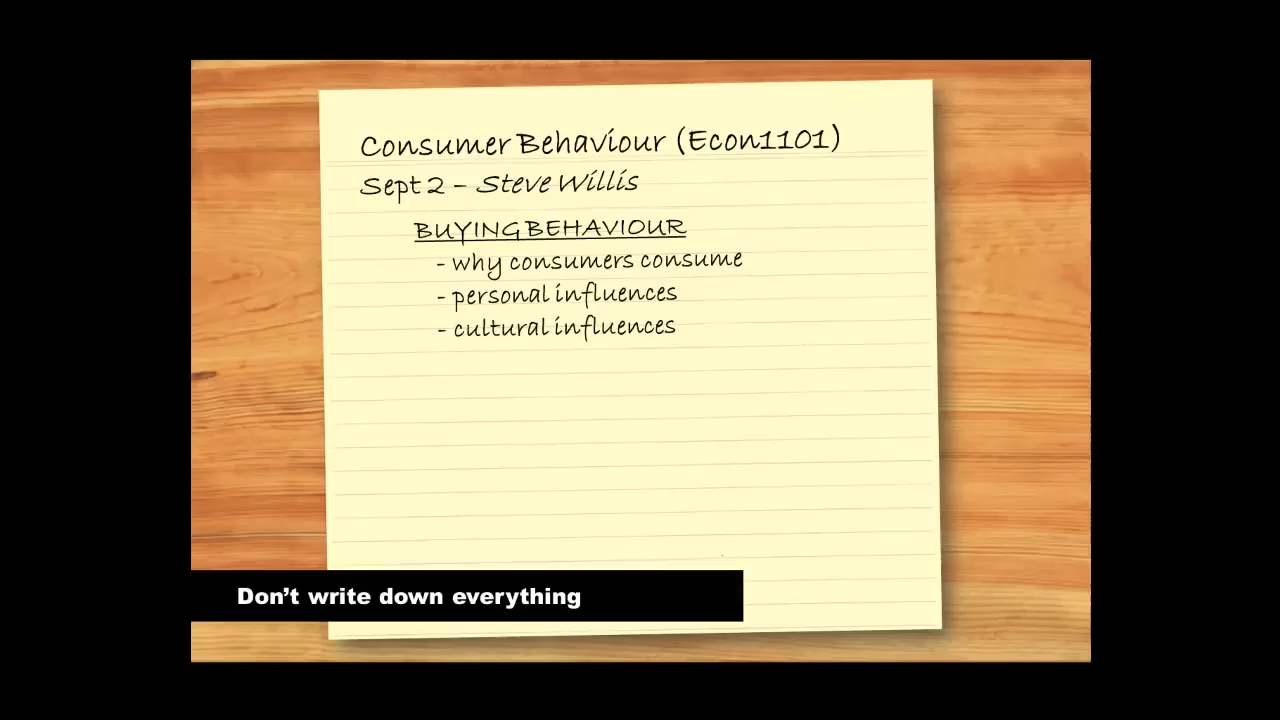 Consumer Behaviour (Econ1101)
Sept 2 – Steve Willis
BUYING BEHAVIOUR
- why consumers consume
- personal influences
- cultural influences
Don't write down everything